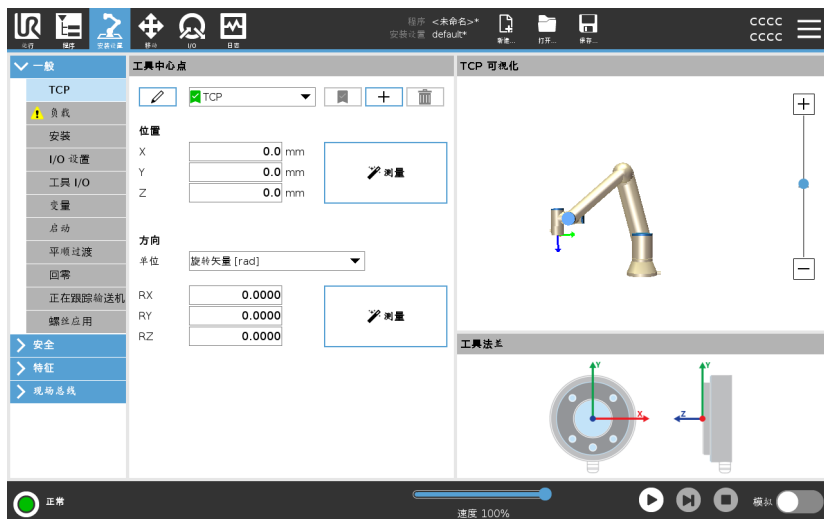 程序 <未命名>*
安装设置 default*
CCCC
CCCC
运行
程序
安装设置
移动
I/O
日志
新建...
打开...
保存...
一般
TCP
负载
安装
I/O 设置
工具 I/O
变量
启动
平顺过渡
回零
正在跟踪输送机
螺丝应用
安全
特征
现场总线
工具中心点
TCP
位置
X 0.0 mm
Y 0.0 mm
Z 0.0 mm
测量
方向
单位 旋转矢量 [rad]
RX 0.0000
RY 0.0000
RZ 0.0000
测量
TCP 可视化
工具法兰
Y
X
Y
Z
正常
速度 100%
模拟